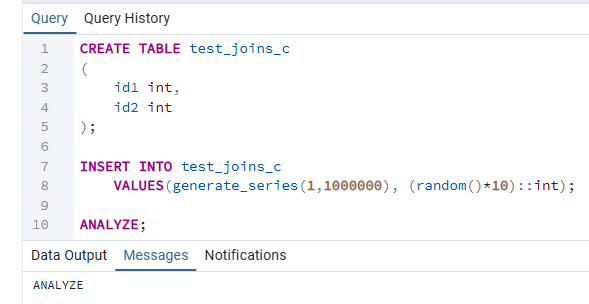 Query Query History
1 CREATE TABLE test_joins_c
2 (
3 id1 int,
4 id2 int
5 );
6
7 INSERT INTO test_joins_c
8 VALUES(generate_series(1,1000000), (random()*10)::int);
9
10 ANALYZE;
Data Output Messages Notifications
ANALYZE